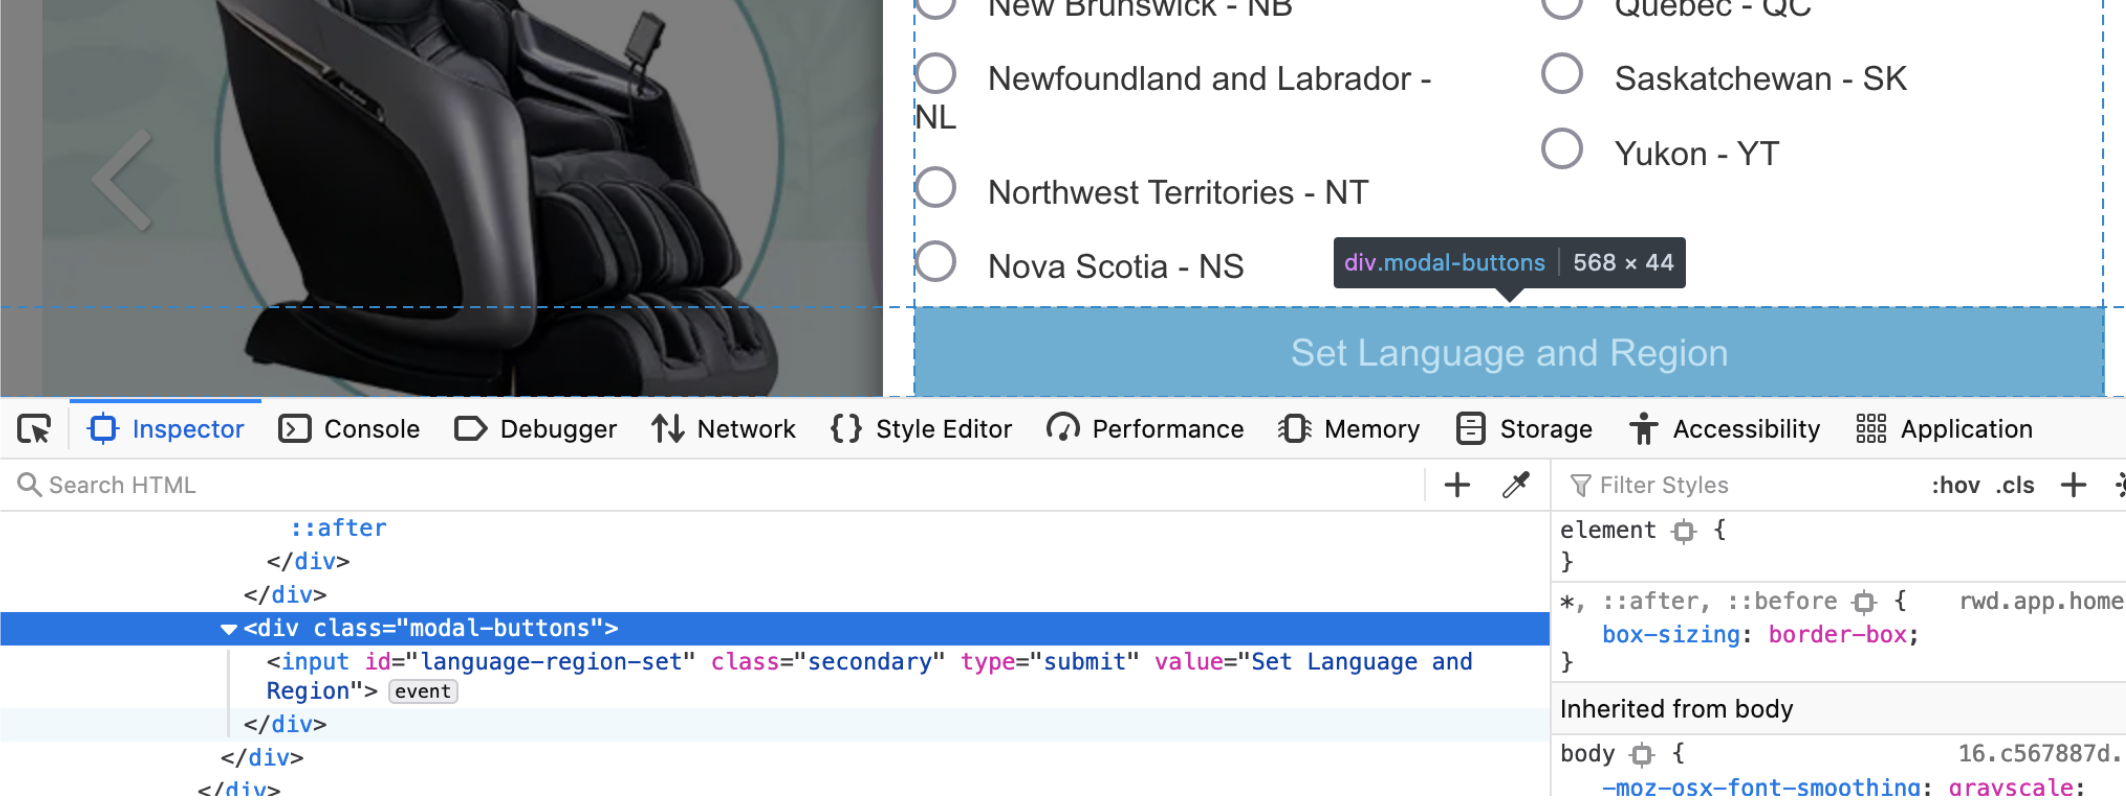 New Brunswick - NB
Quebec - QC
Newfoundland and Labrador -
NL
Saskatchewan - SK
Yukon - YT
Northwest Territories - NT
Nova Scotia - NS
div.modal-buttons 568 × 44
Set Language and Region
Inspector Console Debugger Network Style Editor Performance Memory Storage Accessibility Application
Search HTML
Filter Styles :hov .cls
::after
</div>
</div>
<div class="modal-buttons">
<input id="language-region-set" class="secondary" type="submit" value="Set Language and
Region"> event
</div>
</div>
</div>
element {
}
*, ::after, ::before { rwd.app.home
box-sizing: border-box;
}
Inherited from body
body { 16.c567887d.
-moz-osx-font-smoothing: grayscale;